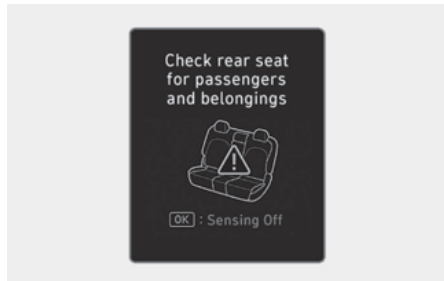 Check rear seat
for passengers
and belongings
OK : Sensing Off